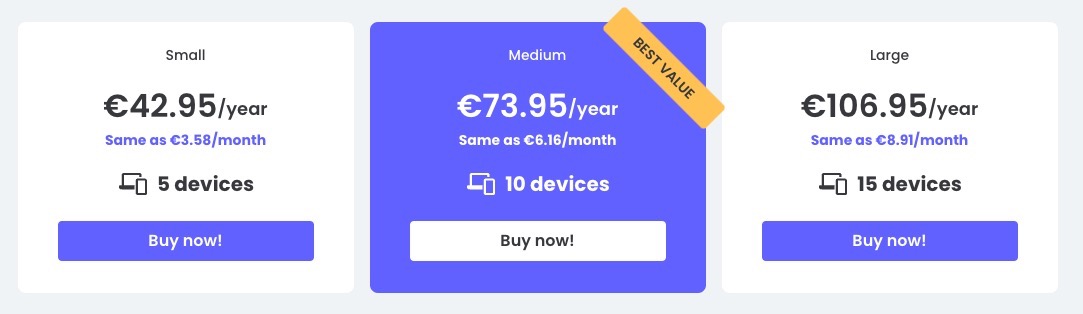 Small
€42.95/year
Same as €3.58/month
5 devices
Buy now!
Medium
BEST VALUE
€73.95/year
Same as €6.16/month
10 devices
Buy now!
Large
€106.95/year
Same as €8.91/month
15 devices
Buy now!